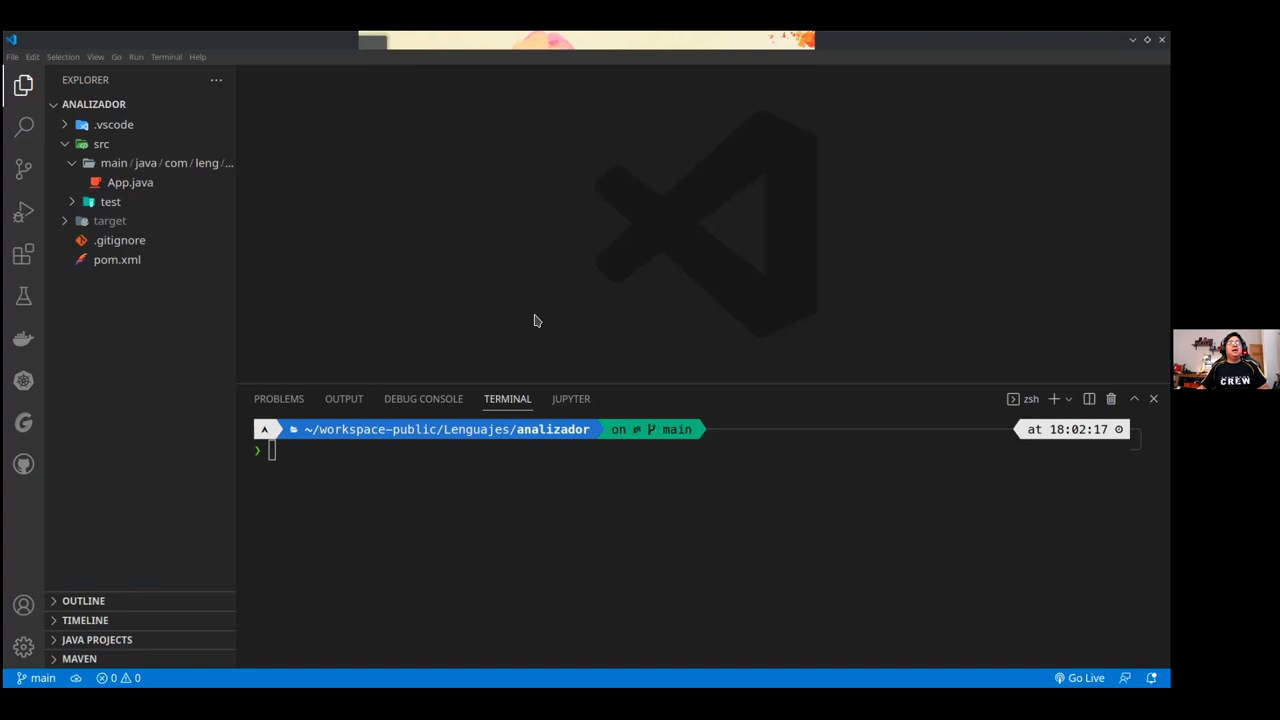 File Edit Selection View Go Run Terminal Help
EXPLORER ...
ANALIZADOR
.vscode
src
main / java / com / leng / ...
App.java
test
target
.gitignore
pom.xml
PROBLEMS OUTPUT DEBUG CONSOLE TERMINAL JUPYTER
zsh
~/workspace-public/Lenguajes/analizador on main at 18:02:17
OUTLINE
TIMELINE
JAVA PROJECTS
MAVEN
main 0 0 Go Live
CREW